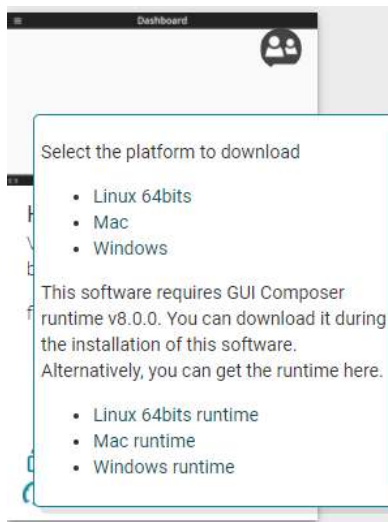 Dashboard
Select the platform to download
Linux 64bits
Mac
Windows
This software requires GUI Composer
runtime v8.0.0. You can download it during
the installation of this software.
Alternatively, you can get the runtime here.
Linux 64bits runtime
Mac runtime
Windows runtime